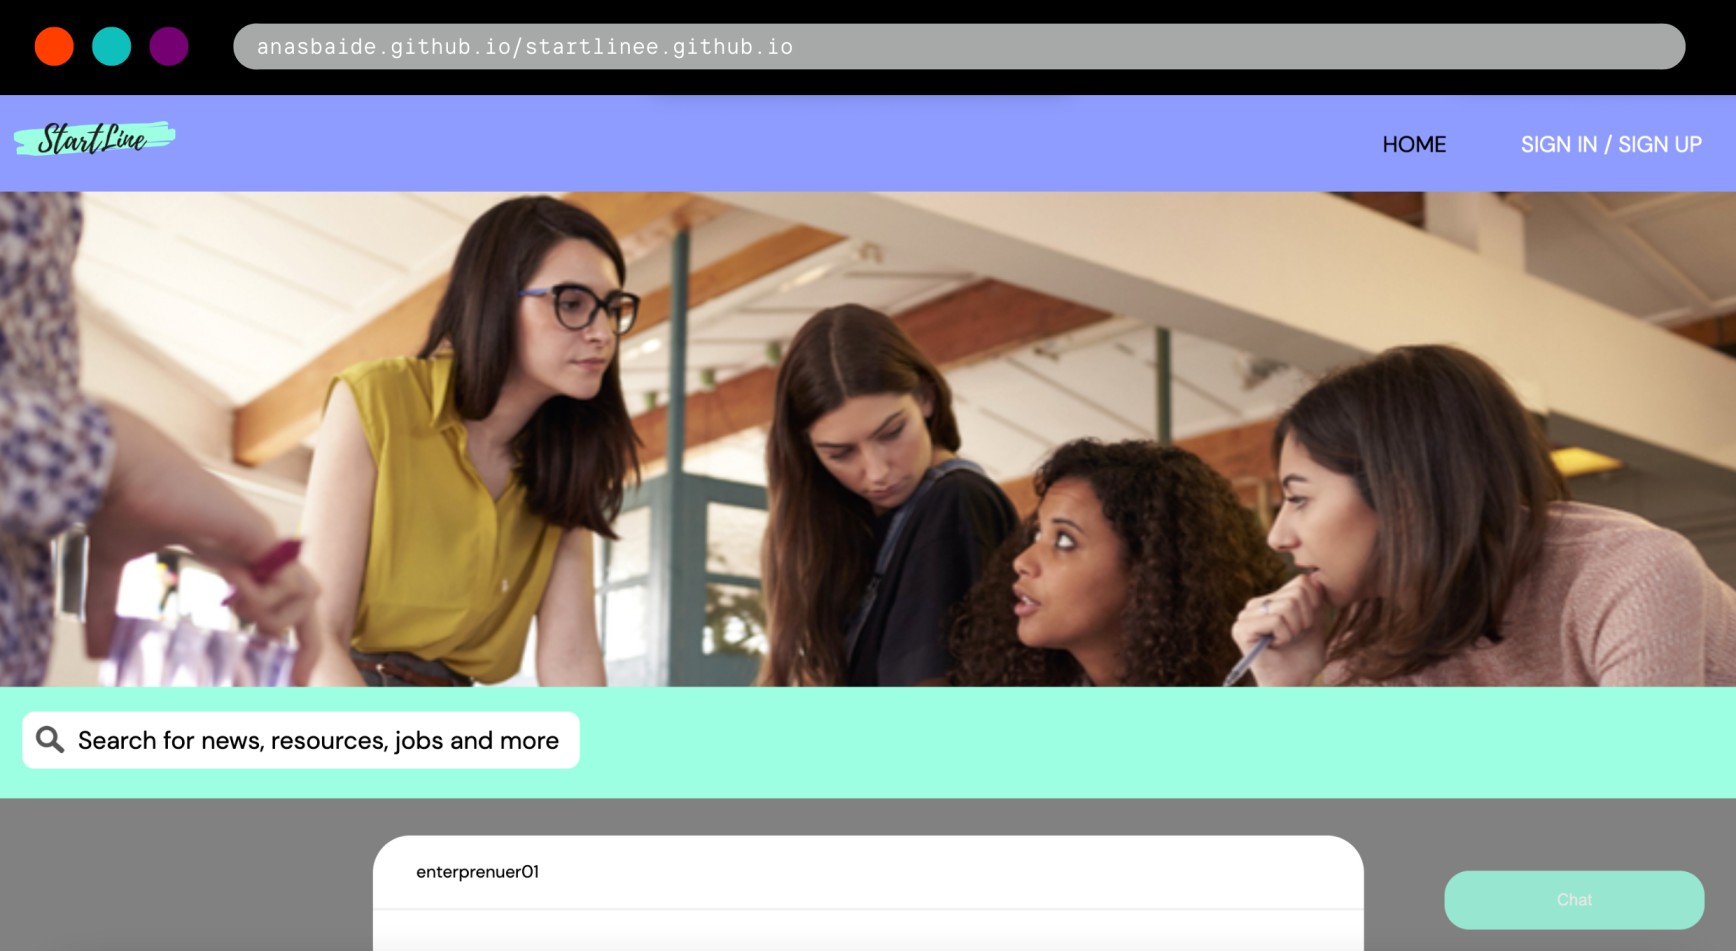 anasbaide.github.io/startlinee.github.io
StartLine
HOME
SIGN IN / SIGN UP
Search for news, resources, jobs and more
enterprenuer01
Chat